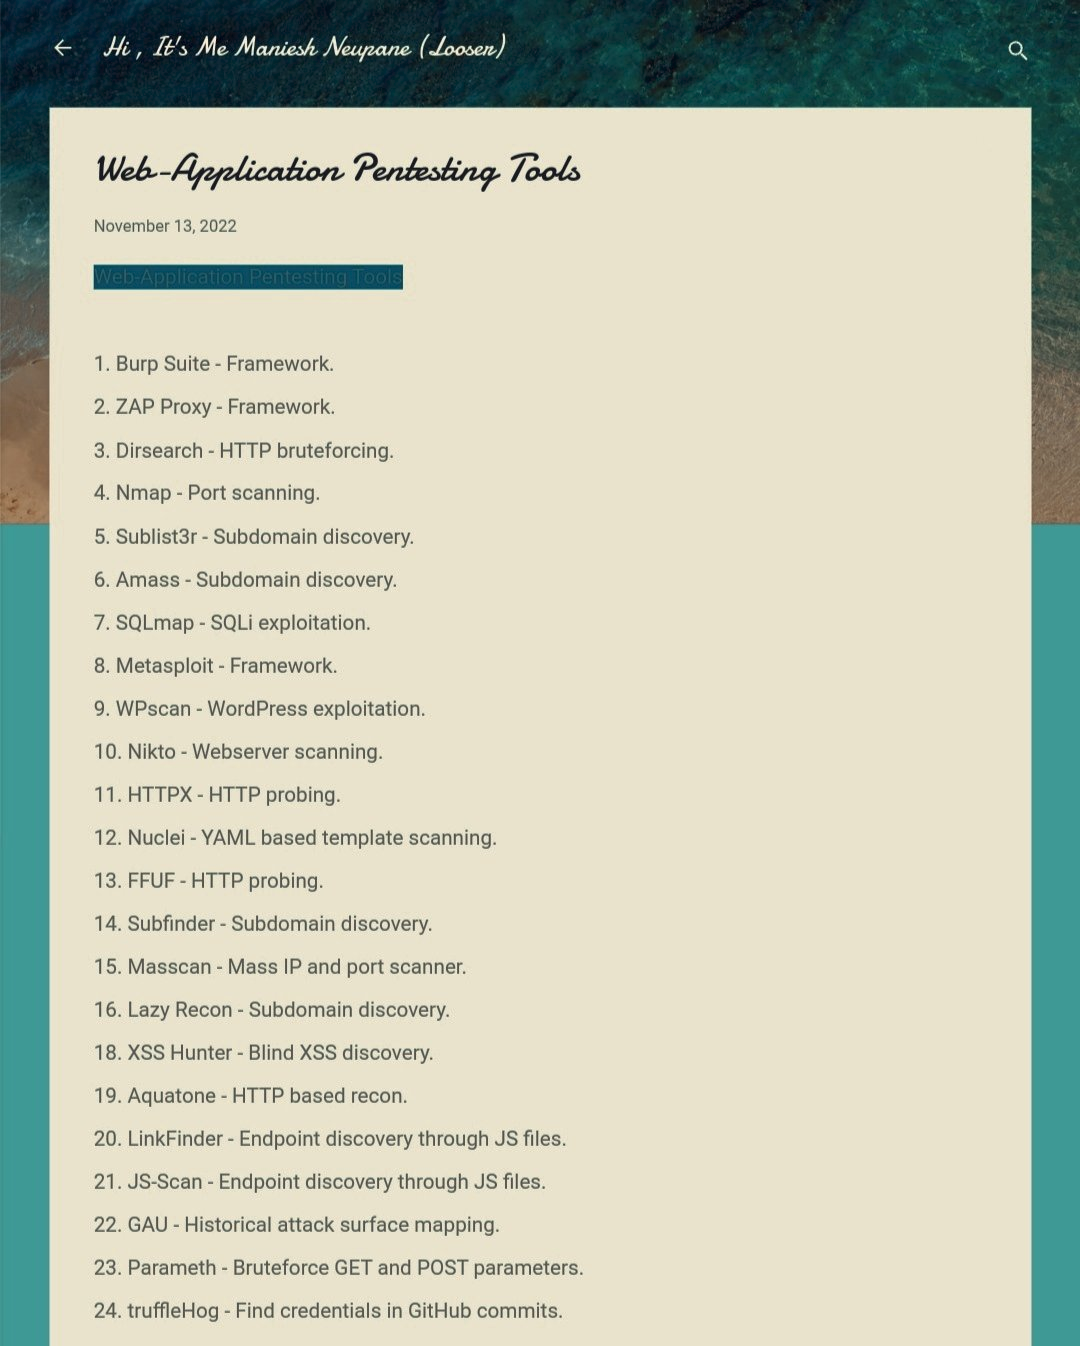 Hi , It's Me Maniesh Neupane (Looser)
Web-Application Pentesting Tools
November 13, 2022
Web-Application Pentesting Tools
1. Burp Suite - Framework.
2. ZAP Proxy - Framework.
3. Dirsearch - HTTP bruteforcing.
4. Nmap - Port scanning.
5. Sublist3r - Subdomain discovery.
6. Amass - Subdomain discovery.
7. SQLmap - SQLi exploitation.
8. Metasploit - Framework.
9. WPscan - WordPress exploitation.
10. Nikto - Webserver scanning.
11. HTTPX - HTTP probing.
12. Nuclei - YAML based template scanning.
13. FFUF - HTTP probing.
14. Subfinder - Subdomain discovery.
15. Masscan - Mass IP and port scanner.
16. Lazy Recon - Subdomain discovery.
18. XSS Hunter - Blind XSS discovery.
19. Aquatone - HTTP based recon.
20. LinkFinder - Endpoint discovery through JS files.
21. JS-Scan - Endpoint discovery through JS files.
22. GAU - Historical attack surface mapping.
23. Parameth - Bruteforce GET and POST parameters.
24. truffleHog - Find credentials in GitHub commits.